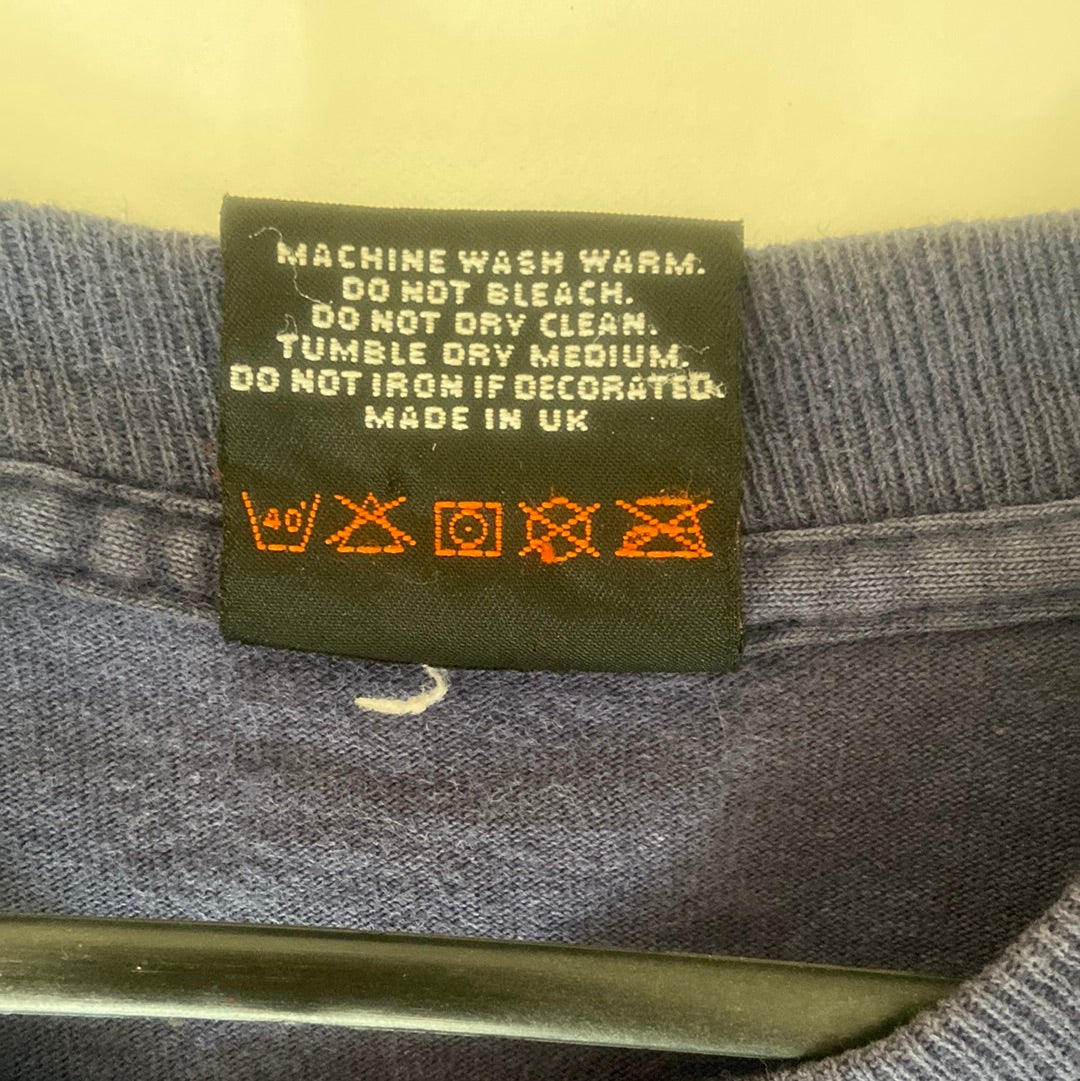 MACHINE WASH WARM.
DO NOT BLEACH.
DO NOT DRY CLEAN.
TUMBLE DRY MEDIUM.
DO NOT IRON IF DECORATED.
MADE IN UK
40